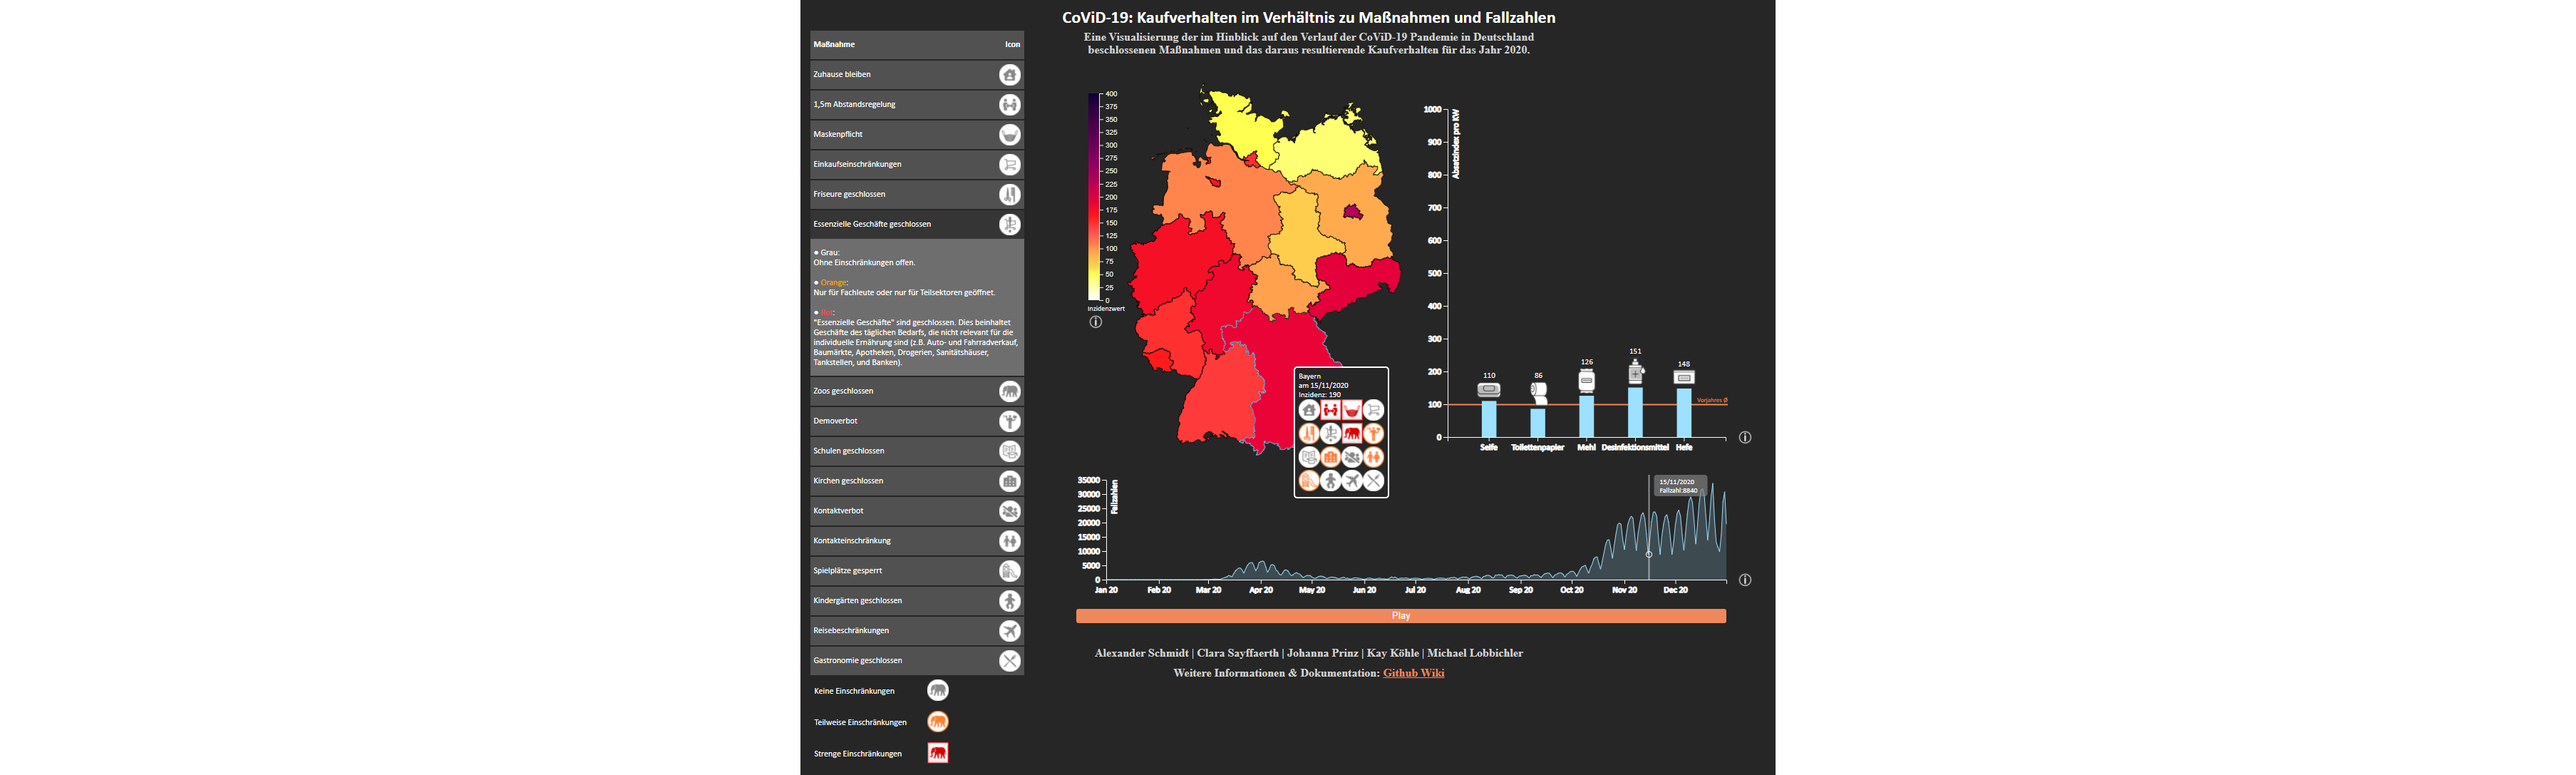 CoViD-19: Kaufverhalten im Verhältnis zu Maßnahmen und Fallzahlen
Eine Visualisierung der im Hinblick auf den Verlauf der CoViD-19 Pandemie in Deutschland
beschlossenen Maßnahmen und das daraus resultierende Kaufverhalten für das Jahr 2020.
Maßnahme Icon
Zuhause bleiben
1,5m Abstandsregelung
Maskenpflicht
Einkaufseinschränkungen
Friseure geschlossen
Essenzielle Geschäfte geschlossen
● Grau:
Ohne Einschränkungen offen.
● Orange:
Nur für Fachleute oder nur für Teilsektoren geöffnet.
● Rot:
"Essenzielle Geschäfte" sind geschlossen. Dies beinhaltet
Geschäfte des täglichen Bedarfs, die nicht relevant für die
individuelle Ernährung sind (z.B. Auto- und Fahrradverkauf,
Baumärkte, Apotheken, Drogerien, Sanitätshäuser,
Tankstellen, und Banken).
Zoos geschlossen
Demoverbot
Schulen geschlossen
Kirchen geschlossen
Kontaktverbot
Kontakteinschränkung
Spielplätze gesperrt
Kindergärten geschlossen
Reisebeschränkungen
Gastronomie geschlossen
Keine Einschränkungen
Teilweise Einschränkungen
Strenge Einschränkungen
400
375
350
325
300
275
250
225
200
175
150
125
100
75
50
25
0
Inzidenzwert
Bayern
am 15/11/2020
Inzidenz: 190
Absatzindex pro KW
1000
900
800
700
600
500
400
300
200
100
0
110 86 126 151 148
Vorjahres Ø
Seife Toilettenpapier Mehl Desinfektionsmittel Hefe
Fallzahlen
35000
30000
25000
20000
15000
10000
5000
0
15/11/2020
Fallzahl:8840
Jan 20 Feb 20 Mar 20 Apr 20 May 20 Jun 20 Jul 20 Aug 20 Sep 20 Oct 20 Nov 20 Dec 20
Play
Alexander Schmidt | Clara Sayffaerth | Johanna Prinz | Kay Köhle | Michael Lobbichler
Weitere Informationen & Dokumentation: Github Wiki